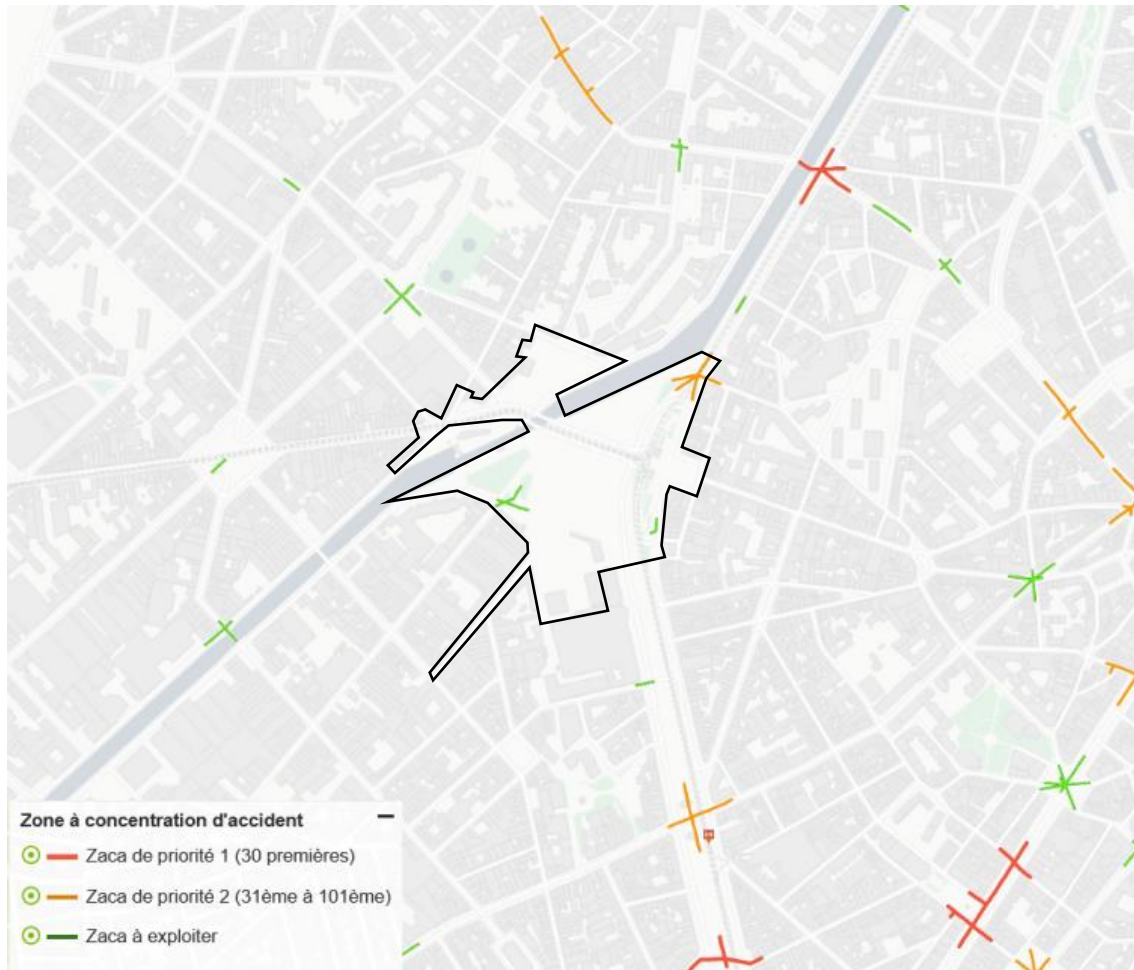 Zone à concentration d'accident
Zaca de priorité 1 (30 premières)
Zaca de priorité 2 (31ème à 101ème)
Zaca à exploiter